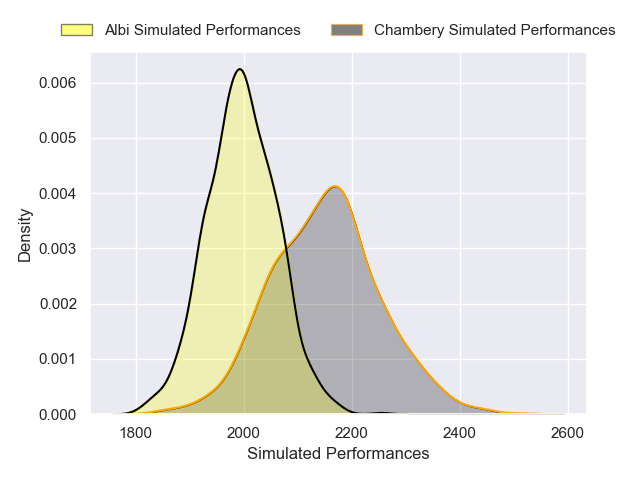 Albi Simulated Performances Chambery Simulated Performances
0.006
0.005
0.004
0.003
0.002
0.001
0.000
Density
1800 2000 2200 2400 2600
Simulated Performances